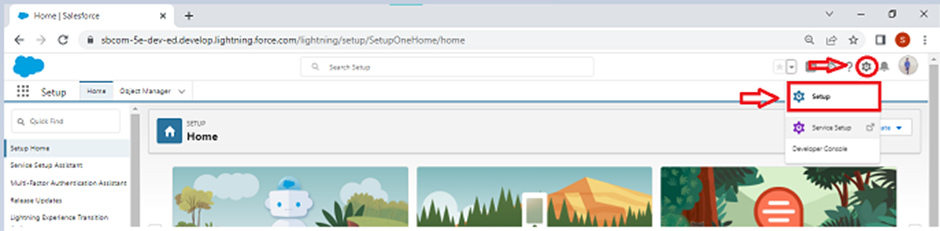 Home | Salesforce
sbcom-5e-dev-ed.develop.lightning.force.com/lightning/setup/SetupOneHome/home
S
Search Setup
?
Setup
Home
Object Manager
Setup
Quick Find
SETUP
Home
Service Setup
ate
Setup Home
Developer Console
Service Setup Assistant
Multi-Factor Authentication Assistant
Release Updates
Lightning Experience Transition